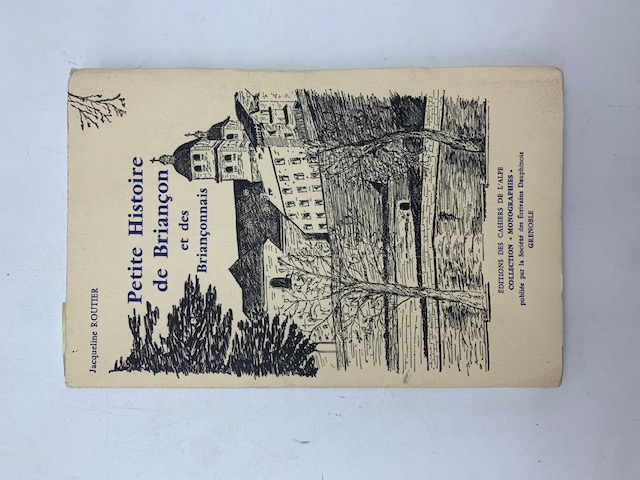 Jacqueline ROUTIER
Petite Histoire
de Briançon
et des
Briançonnais
ÉDITIONS DES CAHIERS DE L'ALPE
COLLECTION « MONOGRAPHIES »
publiée par la Société des Écrivains Dauphinois
GRENOBLE